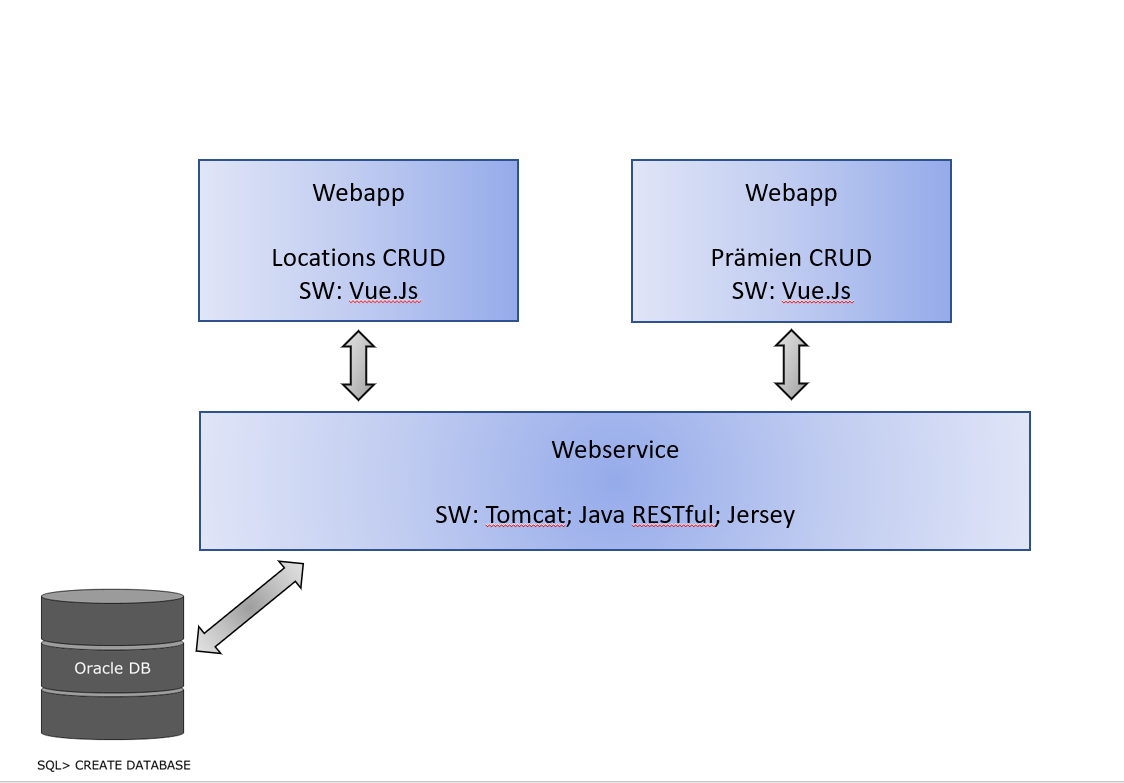 Webapp
Locations CRUD
SW: Vue.Js
Webapp
Prämien CRUD
SW: Vue.Js
Webservice
SW: Tomcat; Java RESTful; Jersey
Oracle DB
SQL> CREATE DATABASE